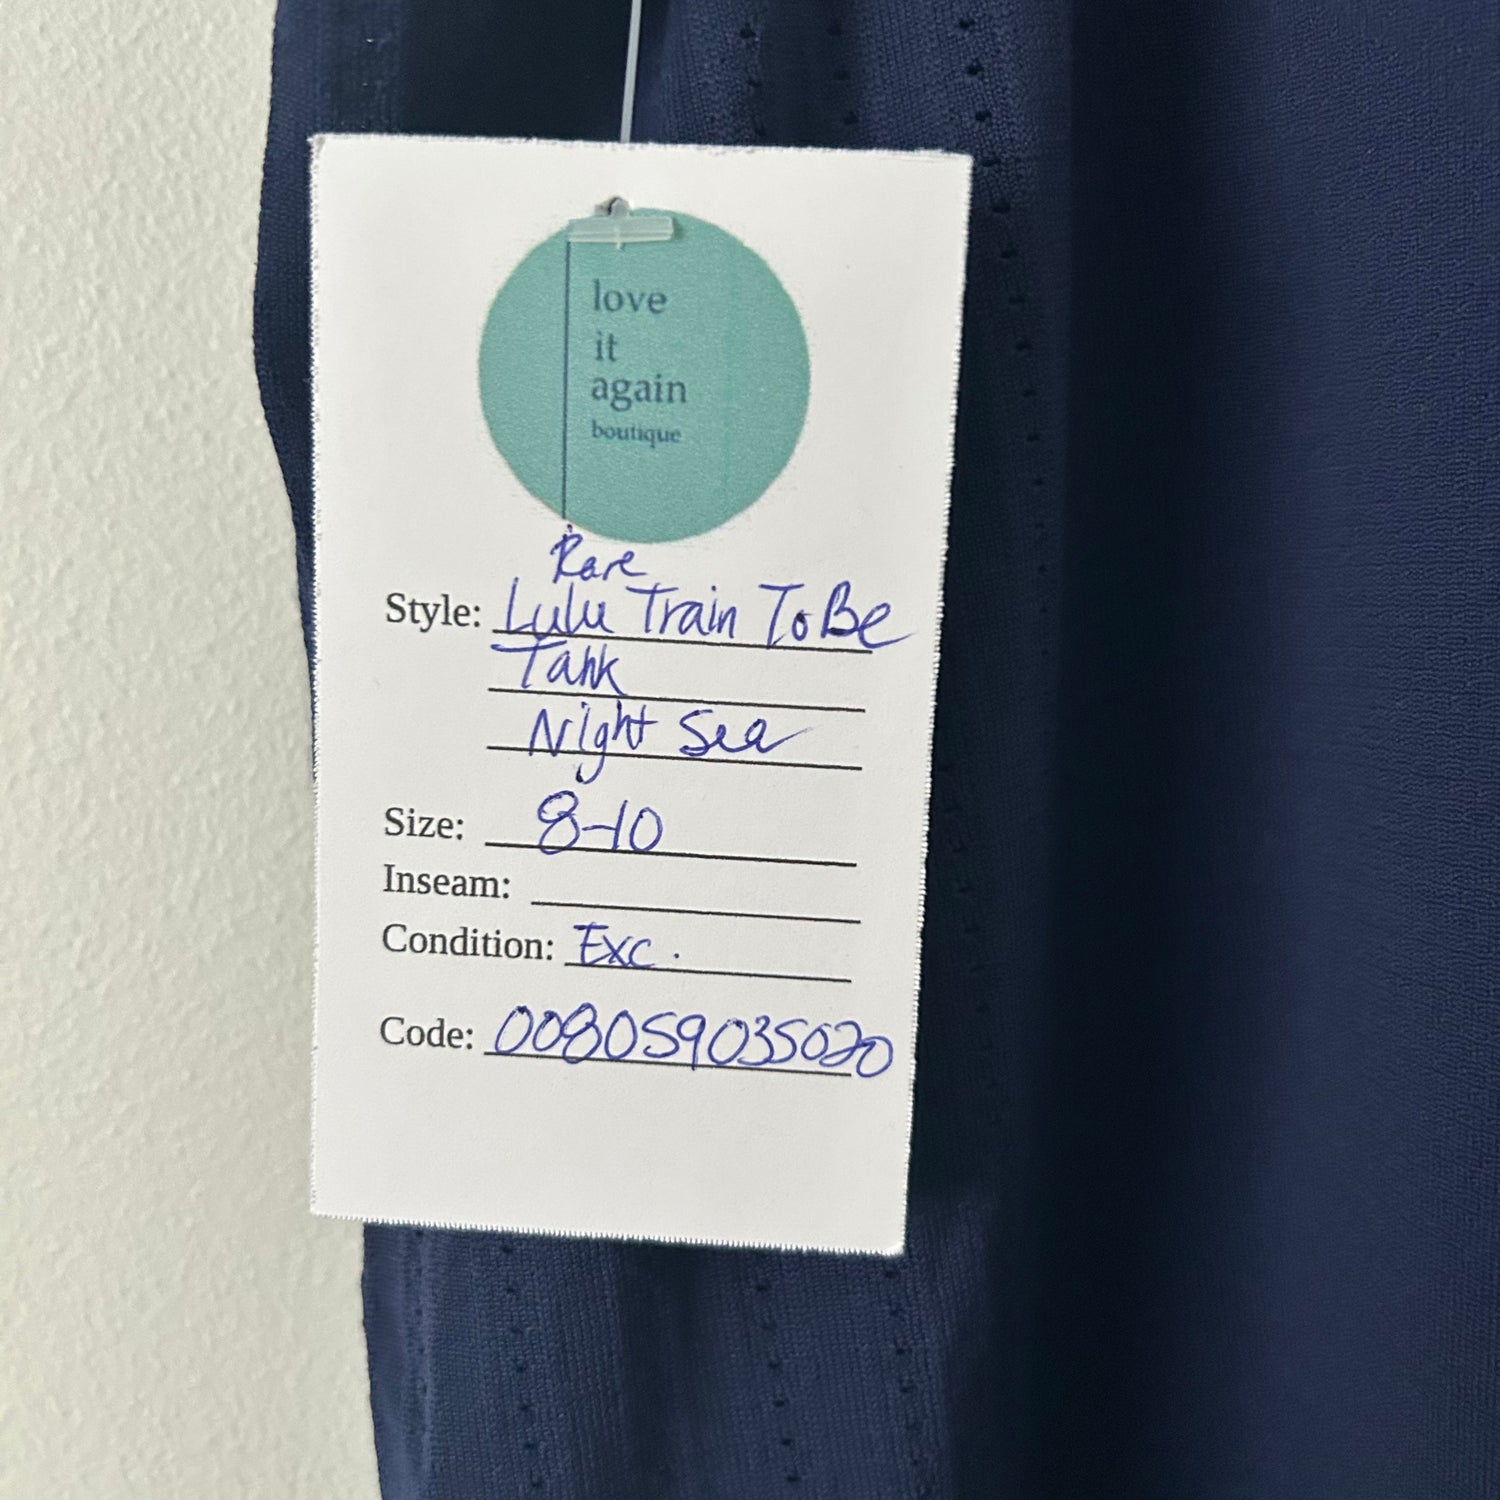 love
it
again
boutique
Rare
Style: Lulu Train To Be
Tank
Night Sea
Size: 8-10
Inseam:
Condition: Exc.
Code: 008059035020